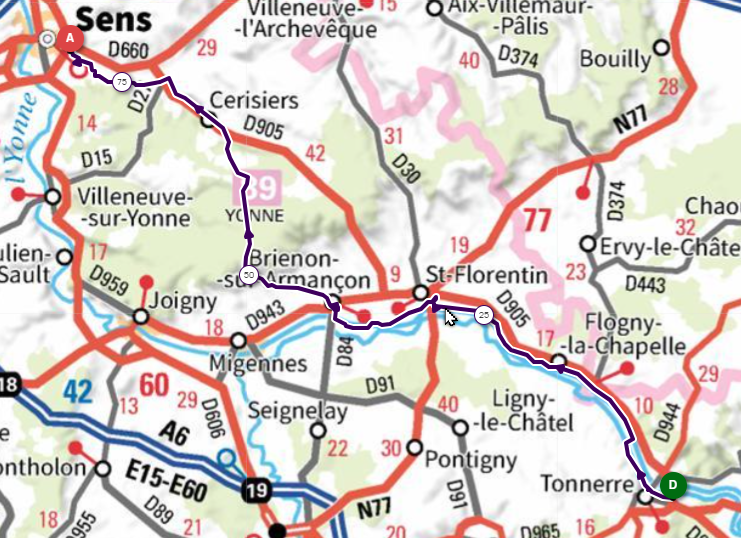 Sens
A
Villeneuve-
-l'Archevêque
15
Aix-Villemaur-
-Pâlis
D660
29
D374
40
Bouilly
28
75
D2
Cerisiers
D905
N77
14
l'Yonne
D15
42
31
D30
89
YONNE
Villeneuve-
-sur-Yonne
77
D374
Chao
32
ulien-
Sault
17
D959
Joigny
50
Brienon-
-sur-Armançon
9
St-Florentin
19
Ervy-le-Châte
23
D443
18
D943
Migennes
D84
25
D905
17
Flogny-
-la-Chapelle
29
18
42
60
13
29
D606
D91
40
Ligny-
-le-Châtel
10
D944
A6
Seignelay
22
30
Pontigny
e
ontholon
E15-E60
19
D
Tonnerre
18
D955
D89
21
N77
20
D91
D965
16